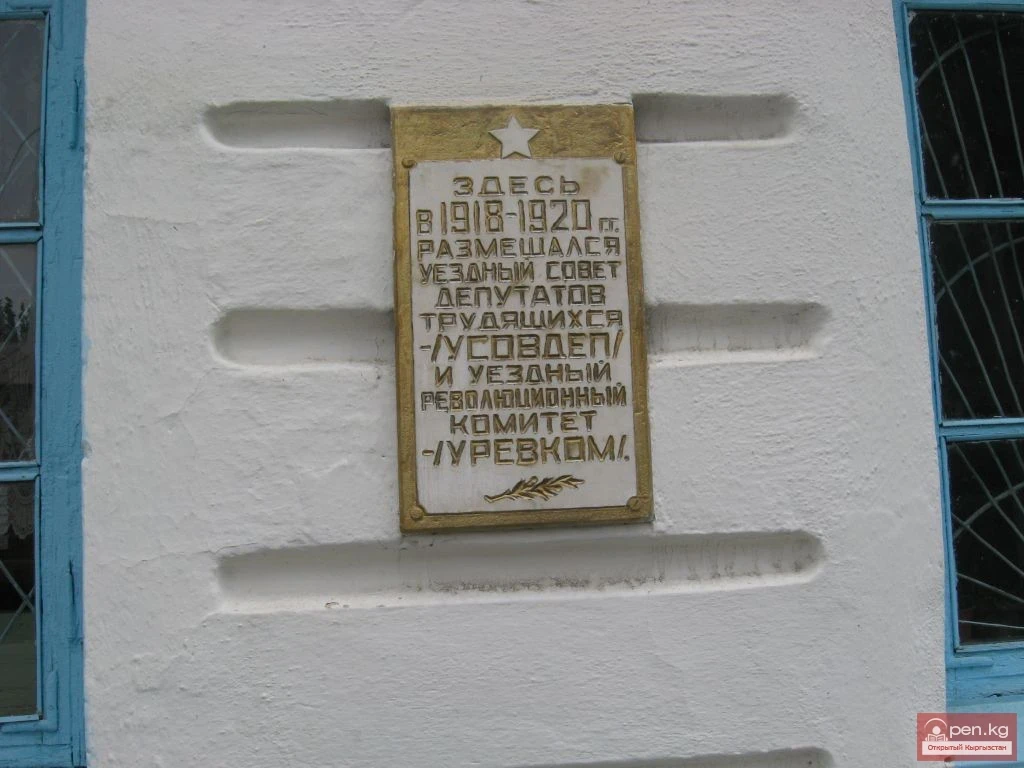 ЗДЕСЬ
В 1918-1920 ГГ.
РАЗМЕЩАЛСЯ
УЕЗДНЫЙ СОВЕТ
ДЕПУТАТОВ
ТРУДЯЩИХСЯ
-/УСОВДЕП/
И УЕЗДНЫЙ
РЕВОЛЮЦИОННЫЙ
КОМИТЕТ
-/УРЕВКОМ/.
Open.kg
Открытый Кыргызстан